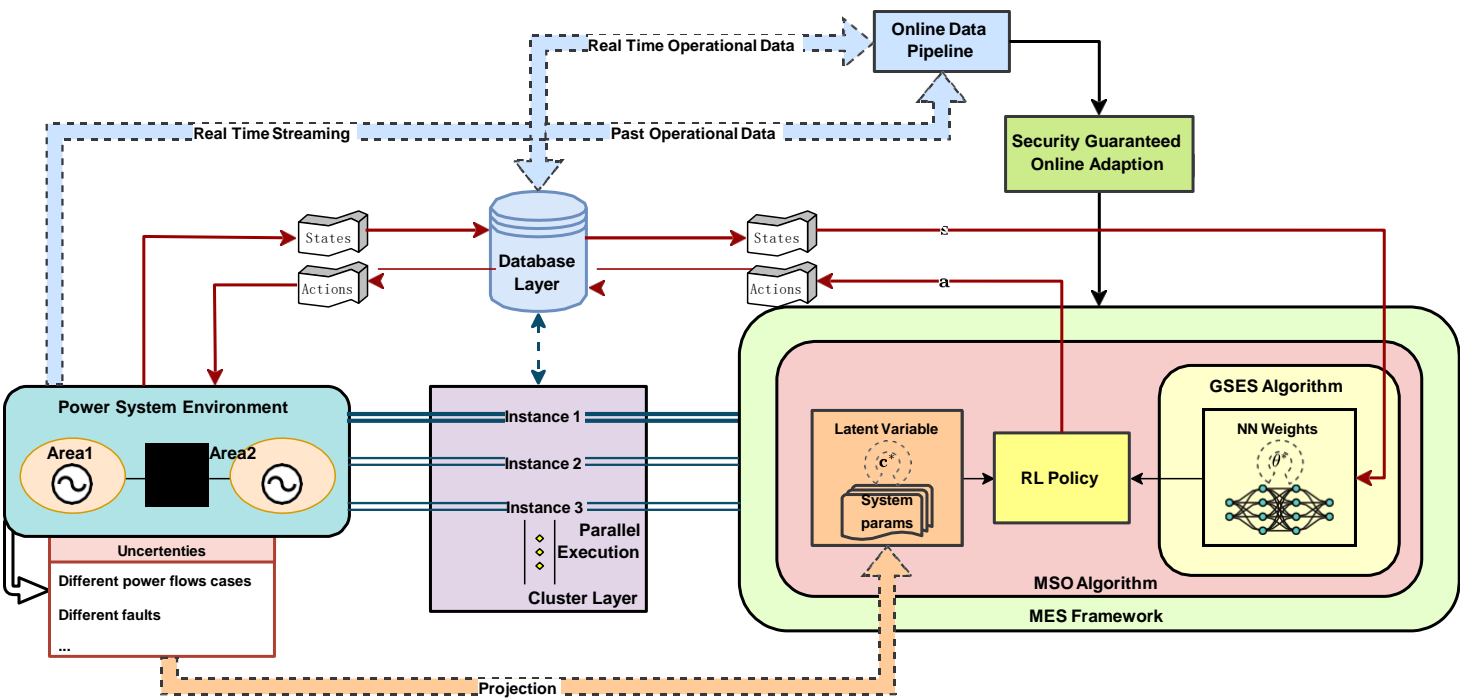 Online Data
Pipeline
Real Time Operational Data
Real Time Streaming
Past Operational Data
Security Guaranteed
Online Adaption
States
States
s
Database
Layer
Actions
Actions
a
Power System Environment
Area1
Area2
Instance 1
Instance 2
Instance 3
Parallel
Execution
Cluster Layer
GSES Algorithm
Latent Variable
c*
System
params
RL Policy
NN Weights
θ̃*
MSO Algorithm
MES Framework
Uncertenties
Different power flows cases
Different faults
...
Projection